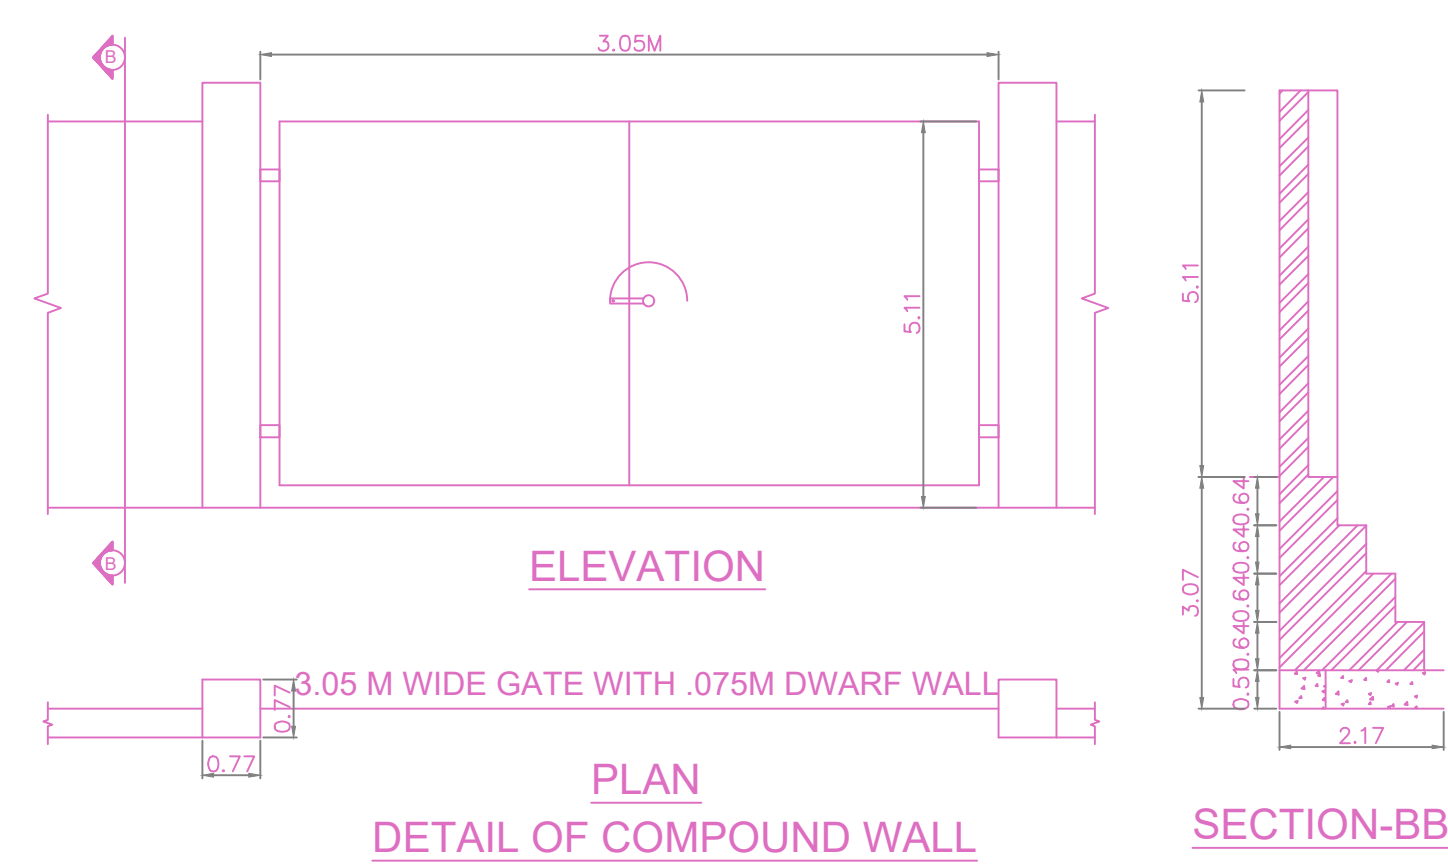 B
3.05M
5.11
B
ELEVATION
3.05 M WIDE GATE WITH .075M DWARF WALL
0.77
0.77
PLAN
DETAIL OF COMPOUND WALL
5.11
3.07
0.64
0.64
0.64
0.64
0.51
2.17
SECTION-BB